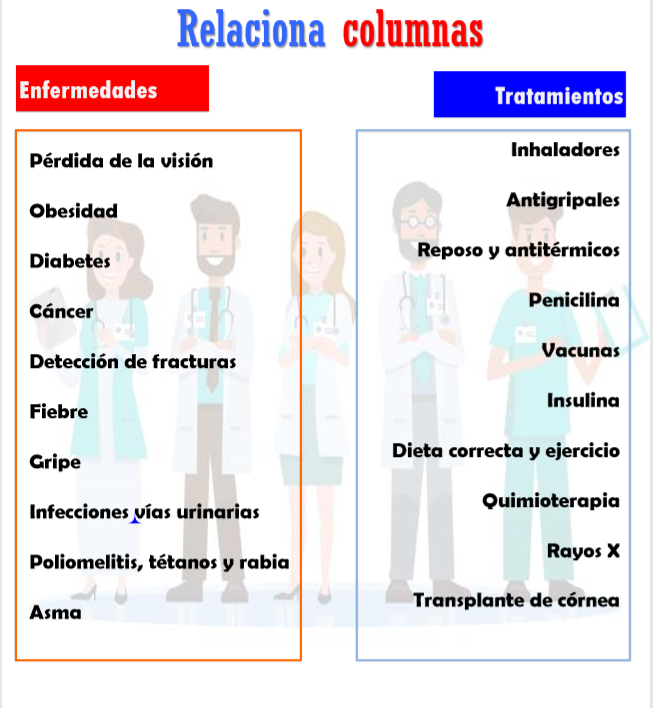 Relaciona columnas
Enfermedades
Tratamientos
Pérdida de la visión
Obesidad
Diabetes
Cáncer
Detección de fracturas
Fiebre
Gripe
Infecciones vías urinarias
Poliomelitis, tétanos y rabia
Asma
Inhaladores
Antigripales
Reposo y antitérmicos
Penicilina
Vacunas
Insulina
Dieta correcta y ejercicio
Quimioterapia
Rayos X
Transplante de córnea